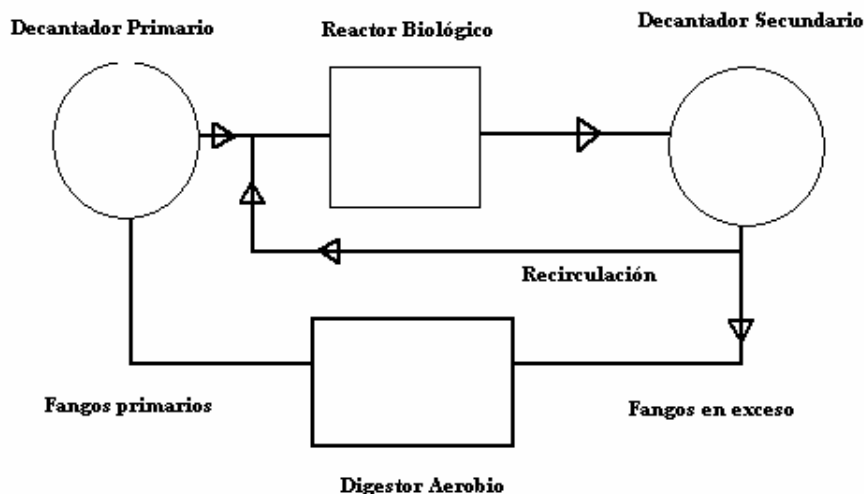 Decantador Primario
Reactor Biológico
Decantador Secundario
Recirculación
Fangos primarios
Fangos en exceso
Digestor Aerobio